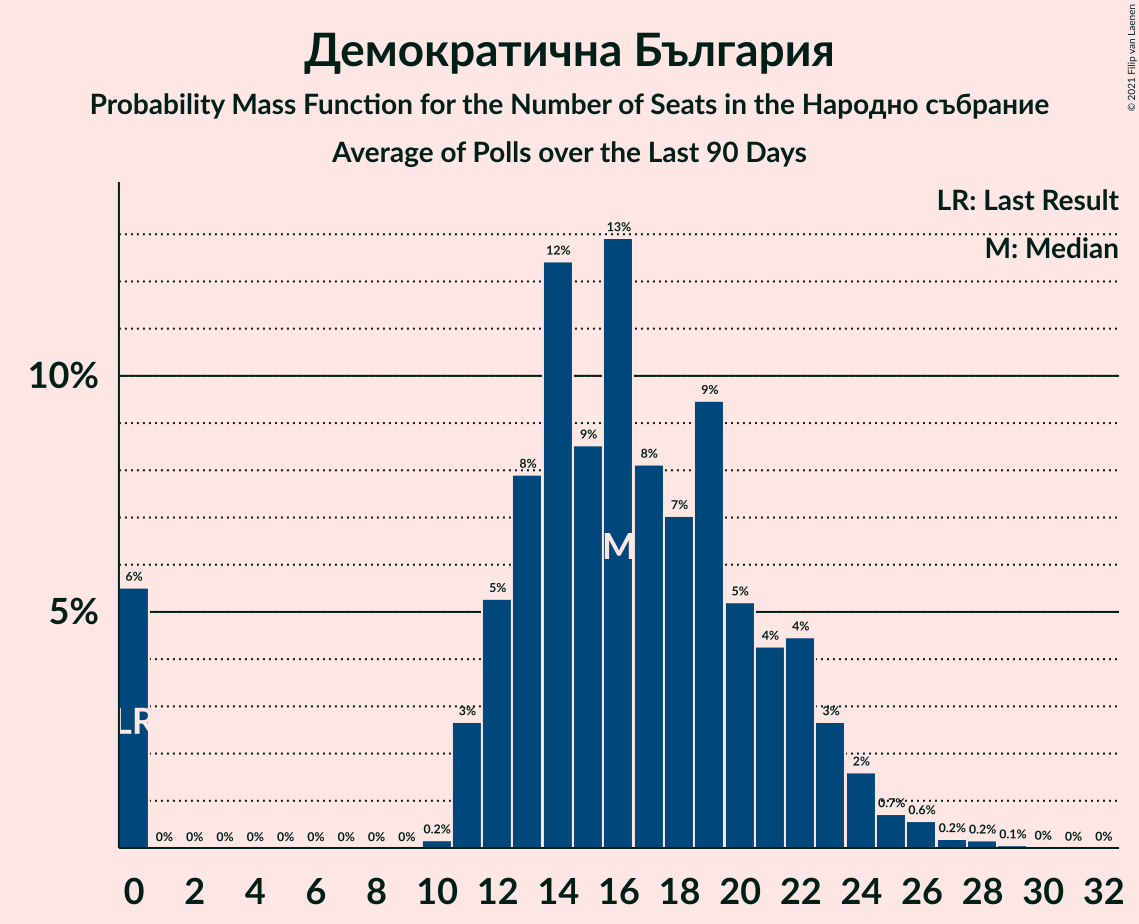 Демократична България
Probability Mass Function for the Number of Seats in the Народно събрание
Average of Polls over the Last 90 Days
© 2021 Filip van Laenen
LR: Last Result
M: Median
13%
12%
10%
9%
9%
8%
8%
7%
6%
5%
5%
5%
4%
4%
3%
3%
2%
0.7%
0.6%
0.2%
0.2%
0.2%
0.1%
0% 0% 0% 0% 0% 0% 0% 0% 0% 0% 0% 0%
M
LR
0 2 4 6 8 10 12 14 16 18 20 22 24 26 28 30 32